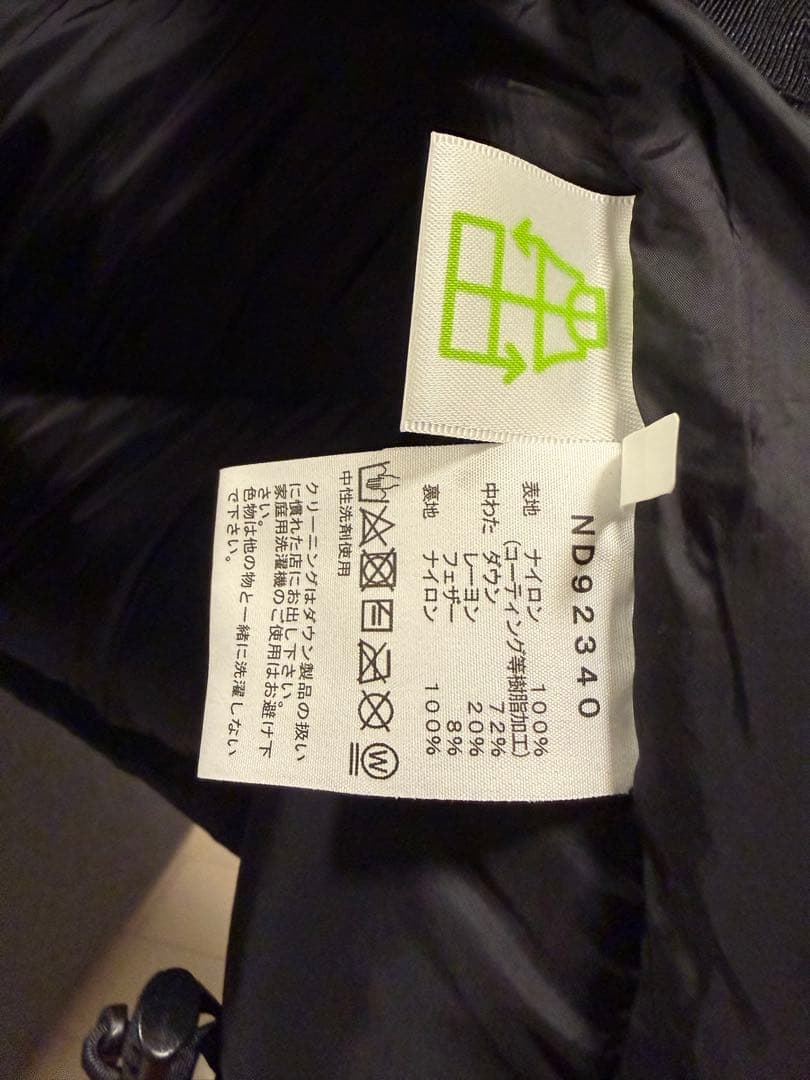 ND92340
表地 ナイロン 100%
(コーティング等樹脂加工)
中わた ダウン 72%
レーヨン 20%
フェザー 8%
裏地 ナイロン 100%
中性洗剤使用
W
クリーニングはダウン製品の扱い
に慣れた店にお出し下さい。
家庭用洗濯機のご使用はお避け下
さい。
色物は他の物と一緒に洗濯しない
で下さい。